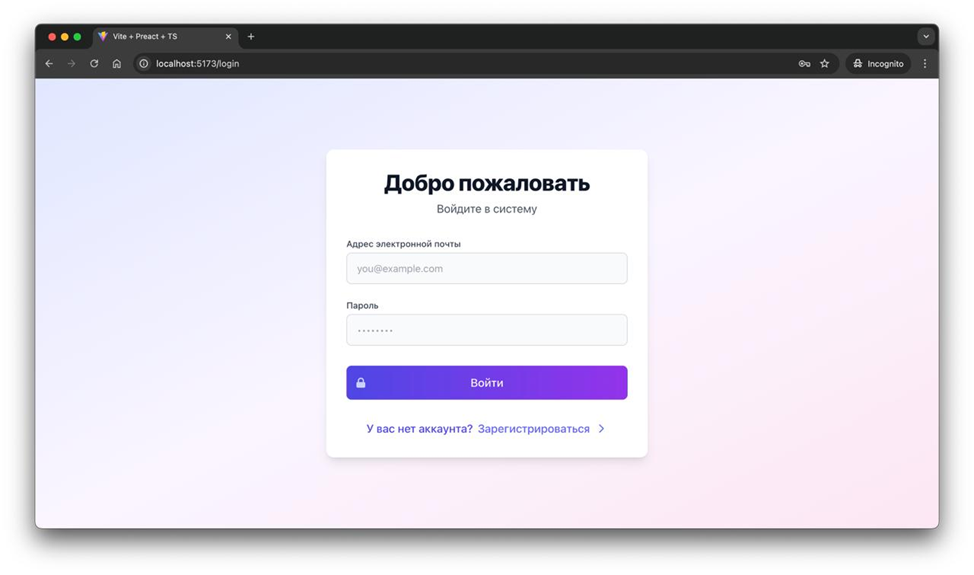 Vite + Preact + TS
localhost:5173/login
Incognito
Добро пожаловать
Войдите в систему
Адрес электронной почты
you@example.com
Пароль
••••••••
Войти
У вас нет аккаунта? Зарегистрироваться